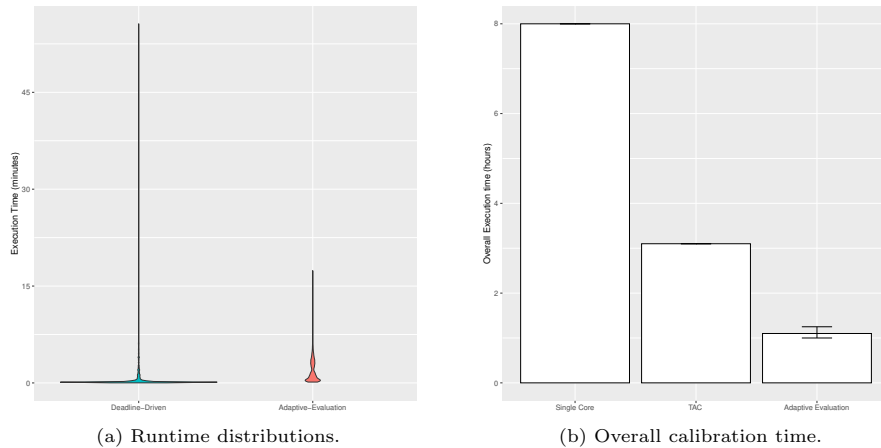 Execution Time (minutes)
45
30
15
0
Deadline−Driven
Adaptive−Evaluation
(a) Runtime distributions.
Overall Execution time (hours)
8
6
4
2
0
Single Core
TAC
Adaptive Evaluation
(b) Overall calibration time.